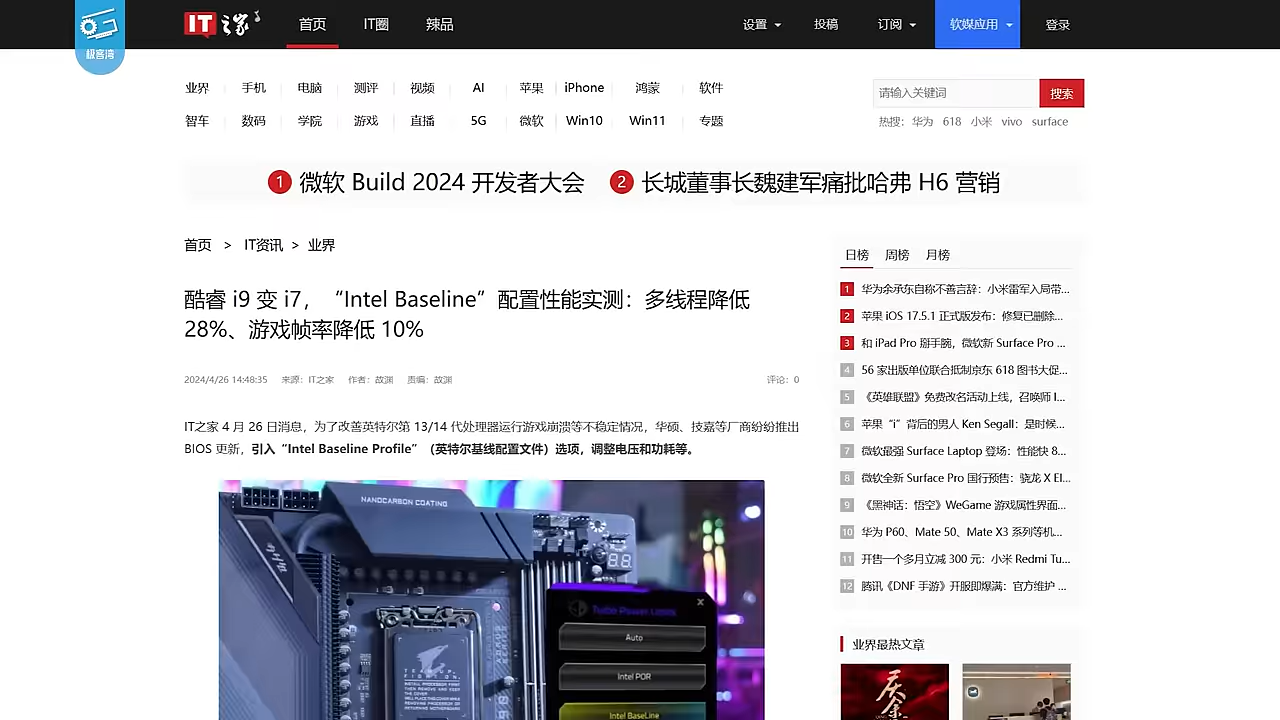 极客湾
IT之家
首页 IT圈 辣品 设置 投稿 订阅 软媒应用 登录
业界 手机 电脑 测评 视频 AI 苹果 iPhone 鸿蒙 软件
智车 数码 学院 游戏 直播 5G 微软 Win10 Win11 专题
请输入关键词 搜索
热搜: 华为 618 小米 vivo surface
1 微软 Build 2024 开发者大会 2 长城董事长魏建军痛批哈弗 H6 营销
首页 > IT资讯 > 业界
酷睿 i9 变 i7，“Intel Baseline”配置性能实测：多线程降低
28%、游戏帧率降低 10%
2024/4/26 14:48:35 来源：IT之家 作者：故渊 责编：故渊 评论：0
IT之家 4 月 26 日消息，为了改善英特尔第 13/14 代处理器运行游戏崩溃等不稳定情况，华硕、技嘉等厂商纷纷推出
BIOS 更新，引入“Intel Baseline Profile”（英特尔基线配置文件）选项，调整电压和功耗等。
NANOCARBON COATING
Turbo Power Limits
Auto
Intel POR
Intel BaseLine
TEAM UP.
FIGHT ON.
日榜 周榜 月榜
1 华为余承东自称不善言辞：小米雷军入局带...
2 苹果 iOS 17.5.1 正式版发布：修复已删除...
3 和 iPad Pro 掰手腕，微软新 Surface Pro ...
4 56 家出版单位联合抵制京东 618 图书大促...
5 《英雄联盟》免费改名活动上线，召唤师 I...
6 苹果“i”背后的男人 Ken Segall：是时候...
7 微软最强 Surface Laptop 登场：性能快 8...
8 微软全新 Surface Pro 国行预售：骁龙 X El...
9 《黑神话：悟空》WeGame 游戏属性界面...
10 华为 P60、Mate 50、Mate X3 系列等机...
11 开售一个多月立减 300 元：小米 Redmi Tu...
12 腾讯《DNF 手游》开服即爆满：官方维护 ...
业界最热文章